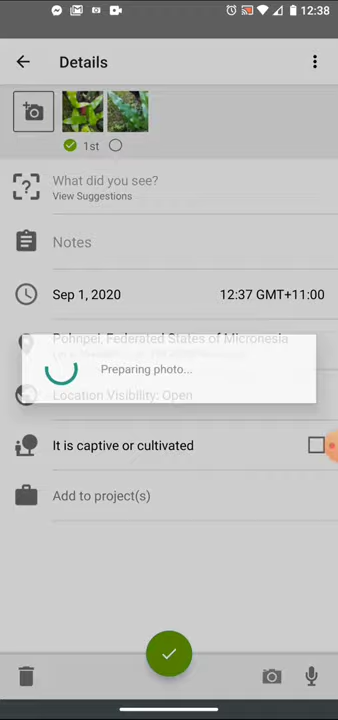 12:38
Details
1st
What did you see?
View Suggestions
Notes
Sep 1, 2020 12:37 GMT+11:00
Pohnpei, Federated States of Micronesia
Preparing photo...
Location Visibility: Open
It is captive or cultivated
Add to project(s)